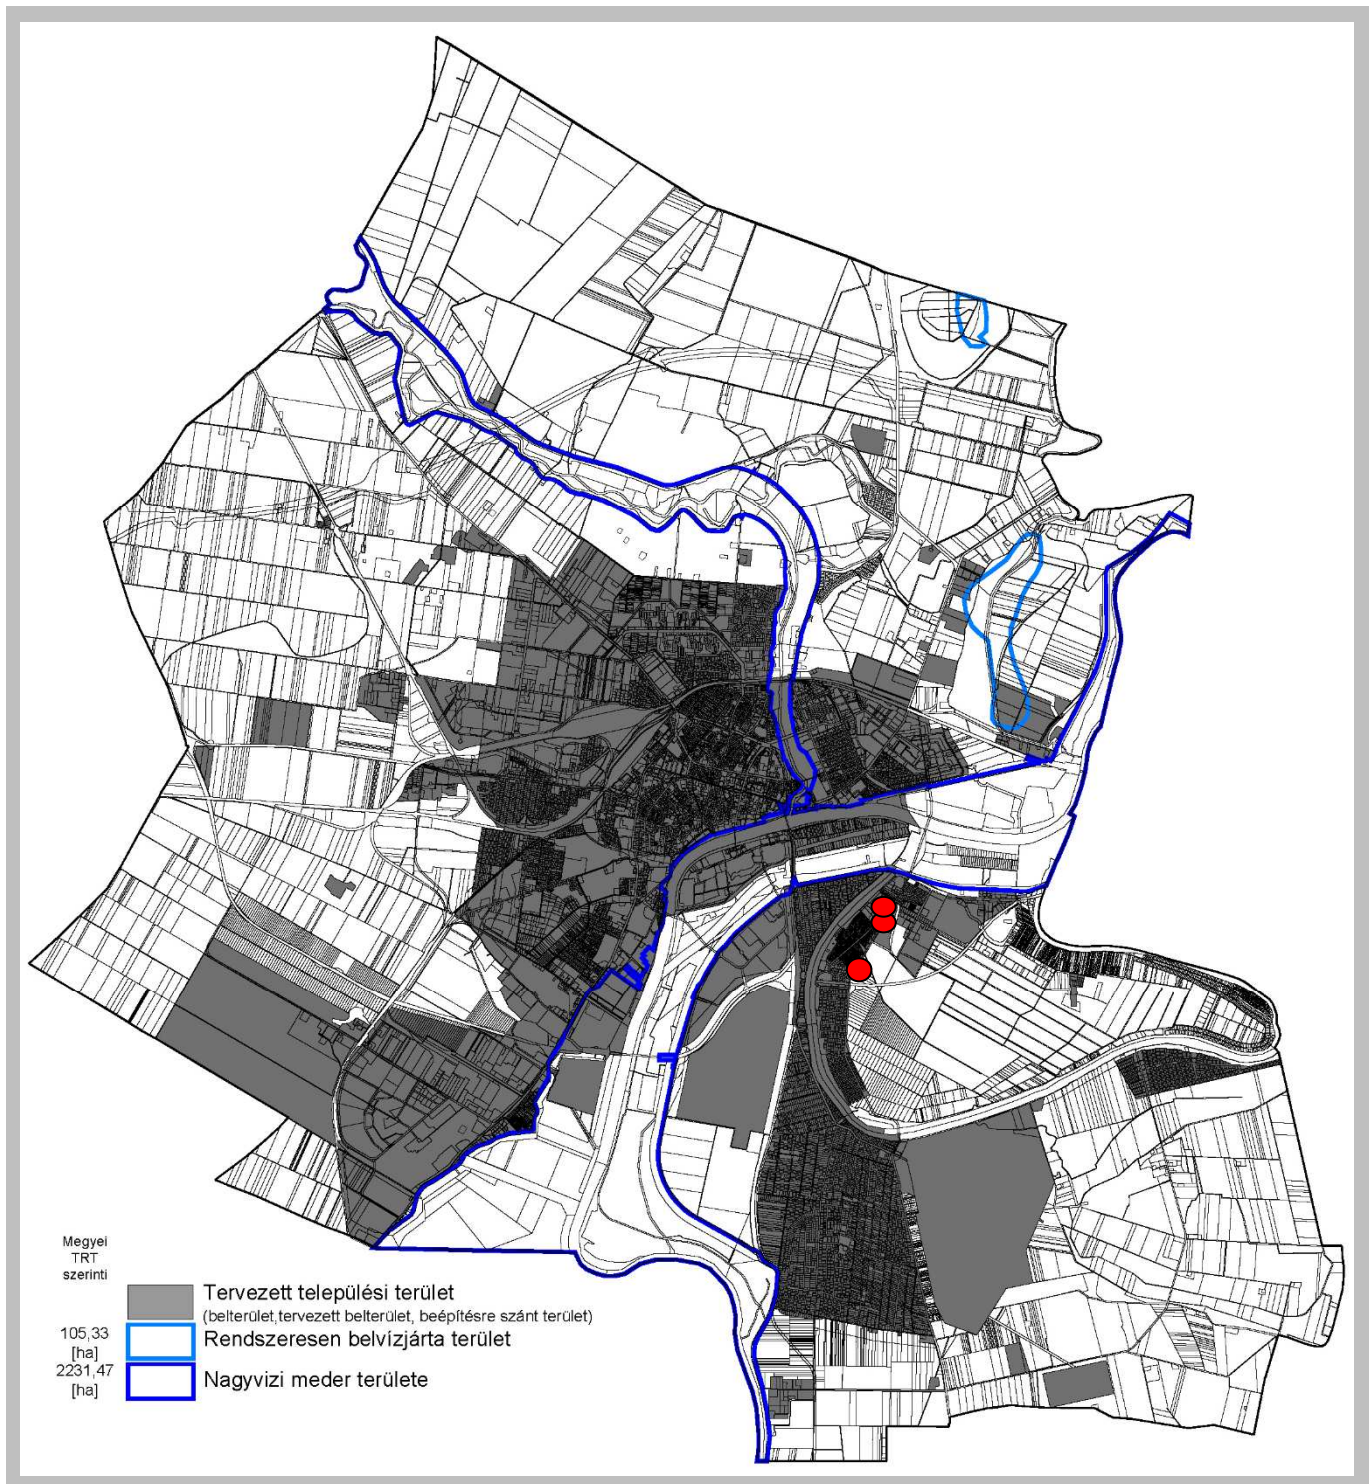 Megyei
TRT
szerinti
Tervezett települési terület
(belterület,tervezett belterület, beépítésre szánt terület)
105,33
[ha]
Rendszeresen belvízjárta terület
2231,47
[ha]
Nagyvizi meder területe